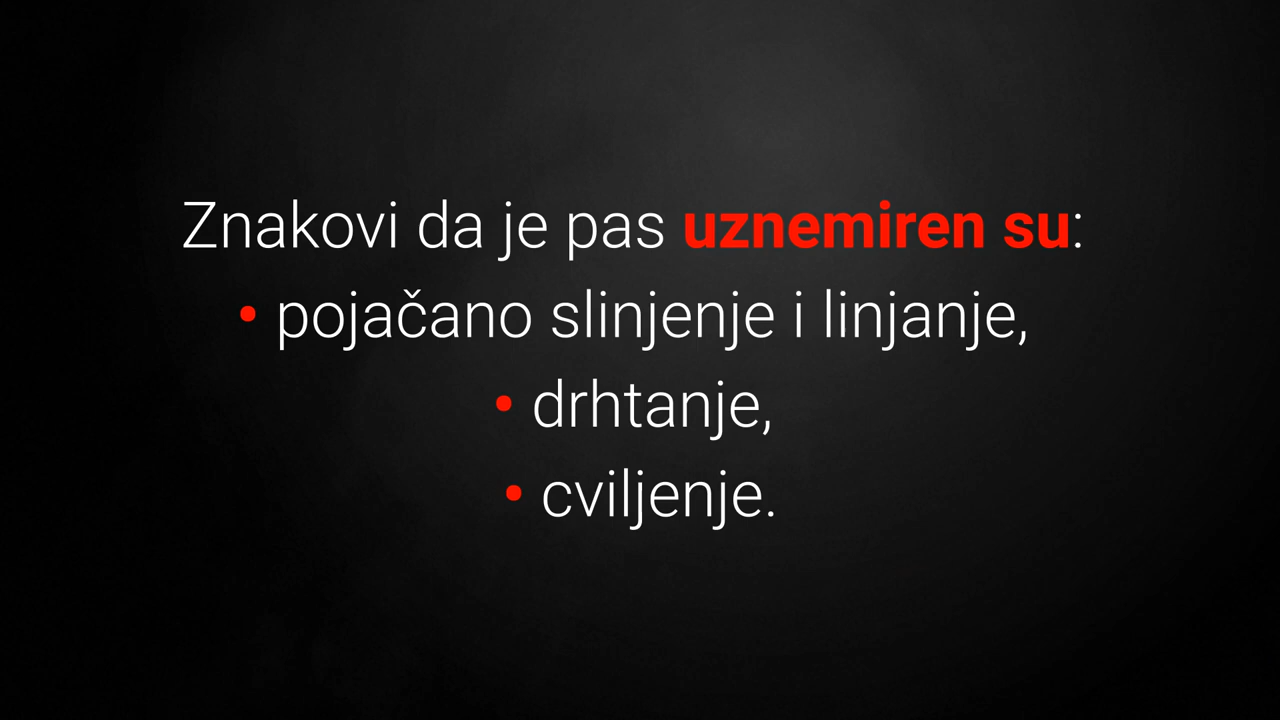 Znakovi da je pas uznemiren su:
• pojačano slinjenje i linjanje,
• drhtanje,
• cviljenje.